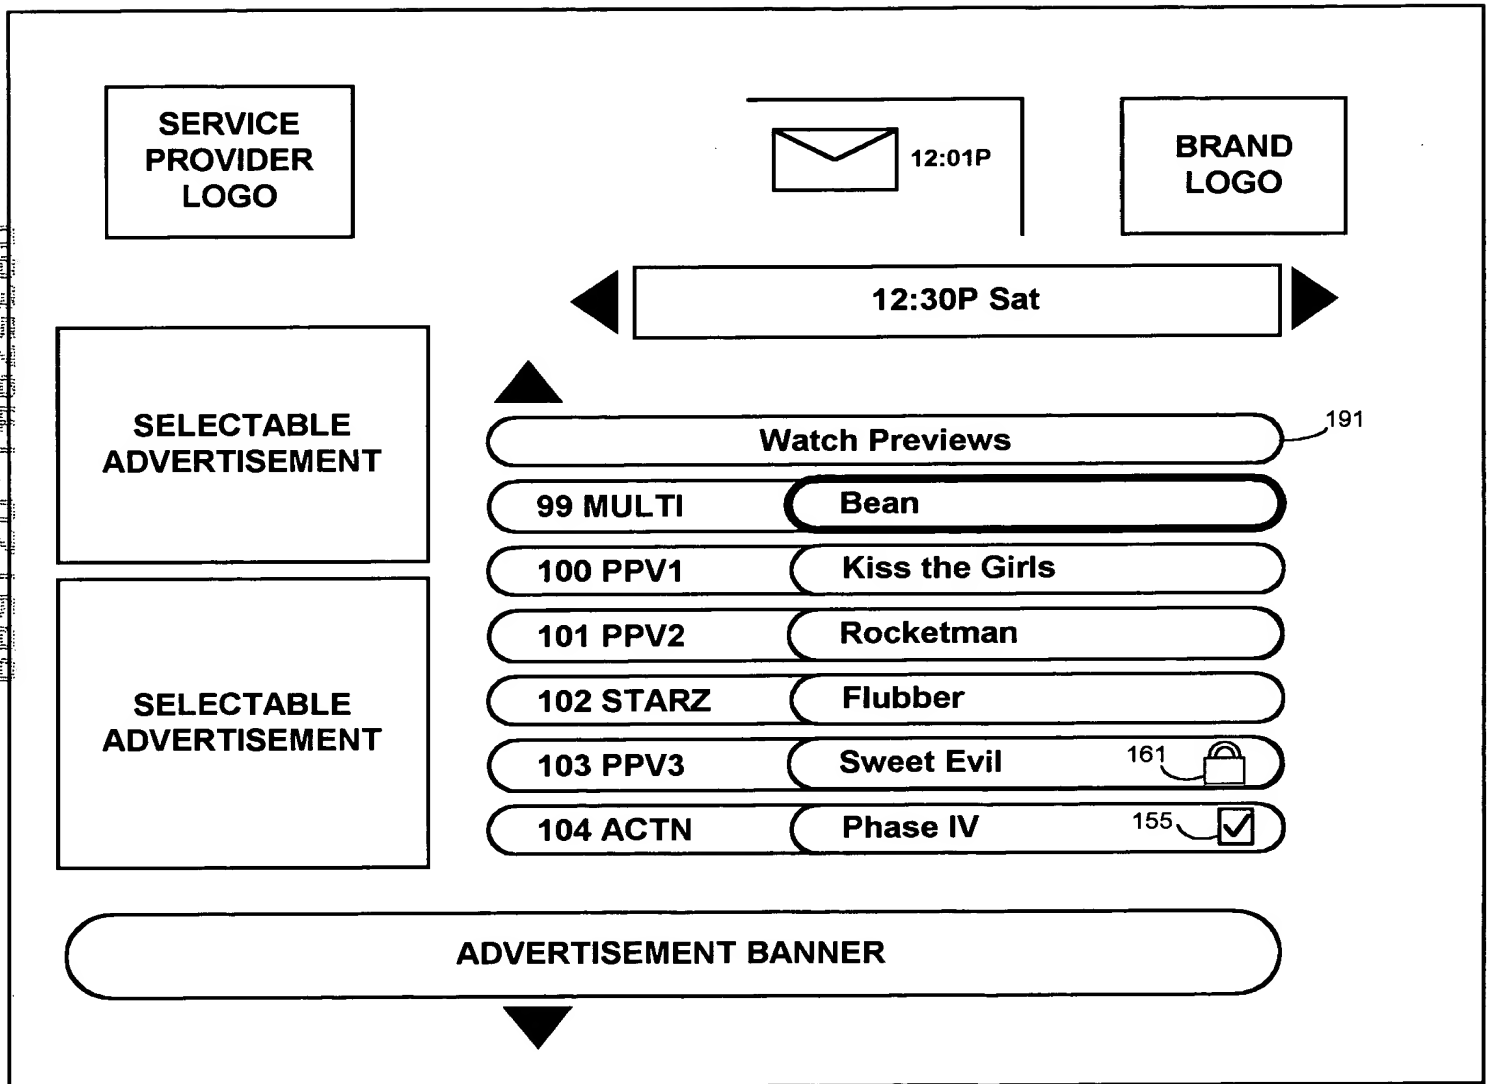 SERVICE
PROVIDER
LOGO
12:01P
BRAND
LOGO
12:30P Sat
SELECTABLE
ADVERTISEMENT
Watch Previews
191
99 MULTI Bean
100 PPV1 Kiss the Girls
101 PPV2 Rocketman
102 STARZ Flubber
103 PPV3 Sweet Evil 161
104 ACTN Phase IV 155
SELECTABLE
ADVERTISEMENT
ADVERTISEMENT BANNER